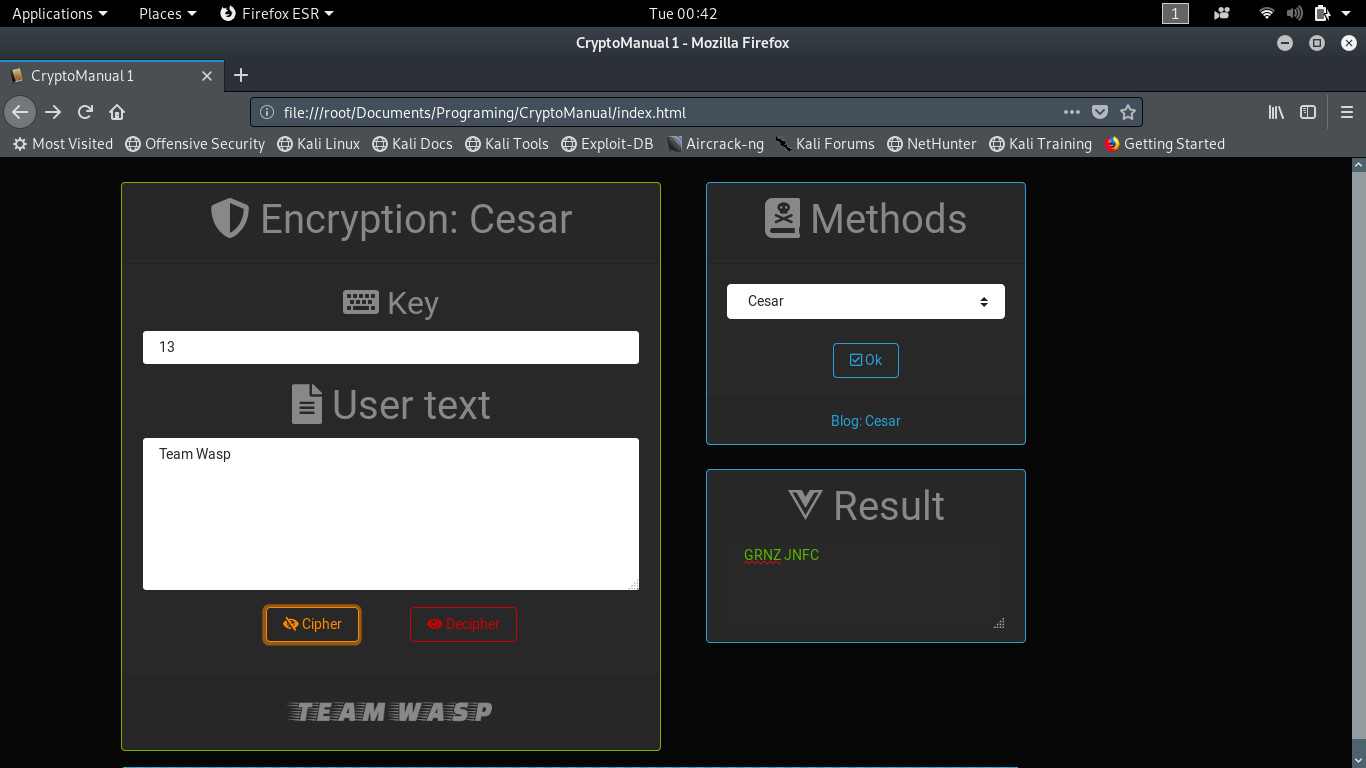 Applications Places Firefox ESR Tue 00:42 1
CryptoManual 1 - Mozilla Firefox
CryptoManual 1
file:///root/Documents/Programing/CryptoManual/index.html
Most Visited Offensive Security Kali Linux Kali Docs Kali Tools Exploit-DB Aircrack-ng Kali Forums NetHunter Kali Training Getting Started
Encryption: Cesar
Key
13
User text
Team Wasp
Cipher Decipher
TEAM WASP
Methods
Cesar
Ok
Blog: Cesar
Result
GRNZ JNFC